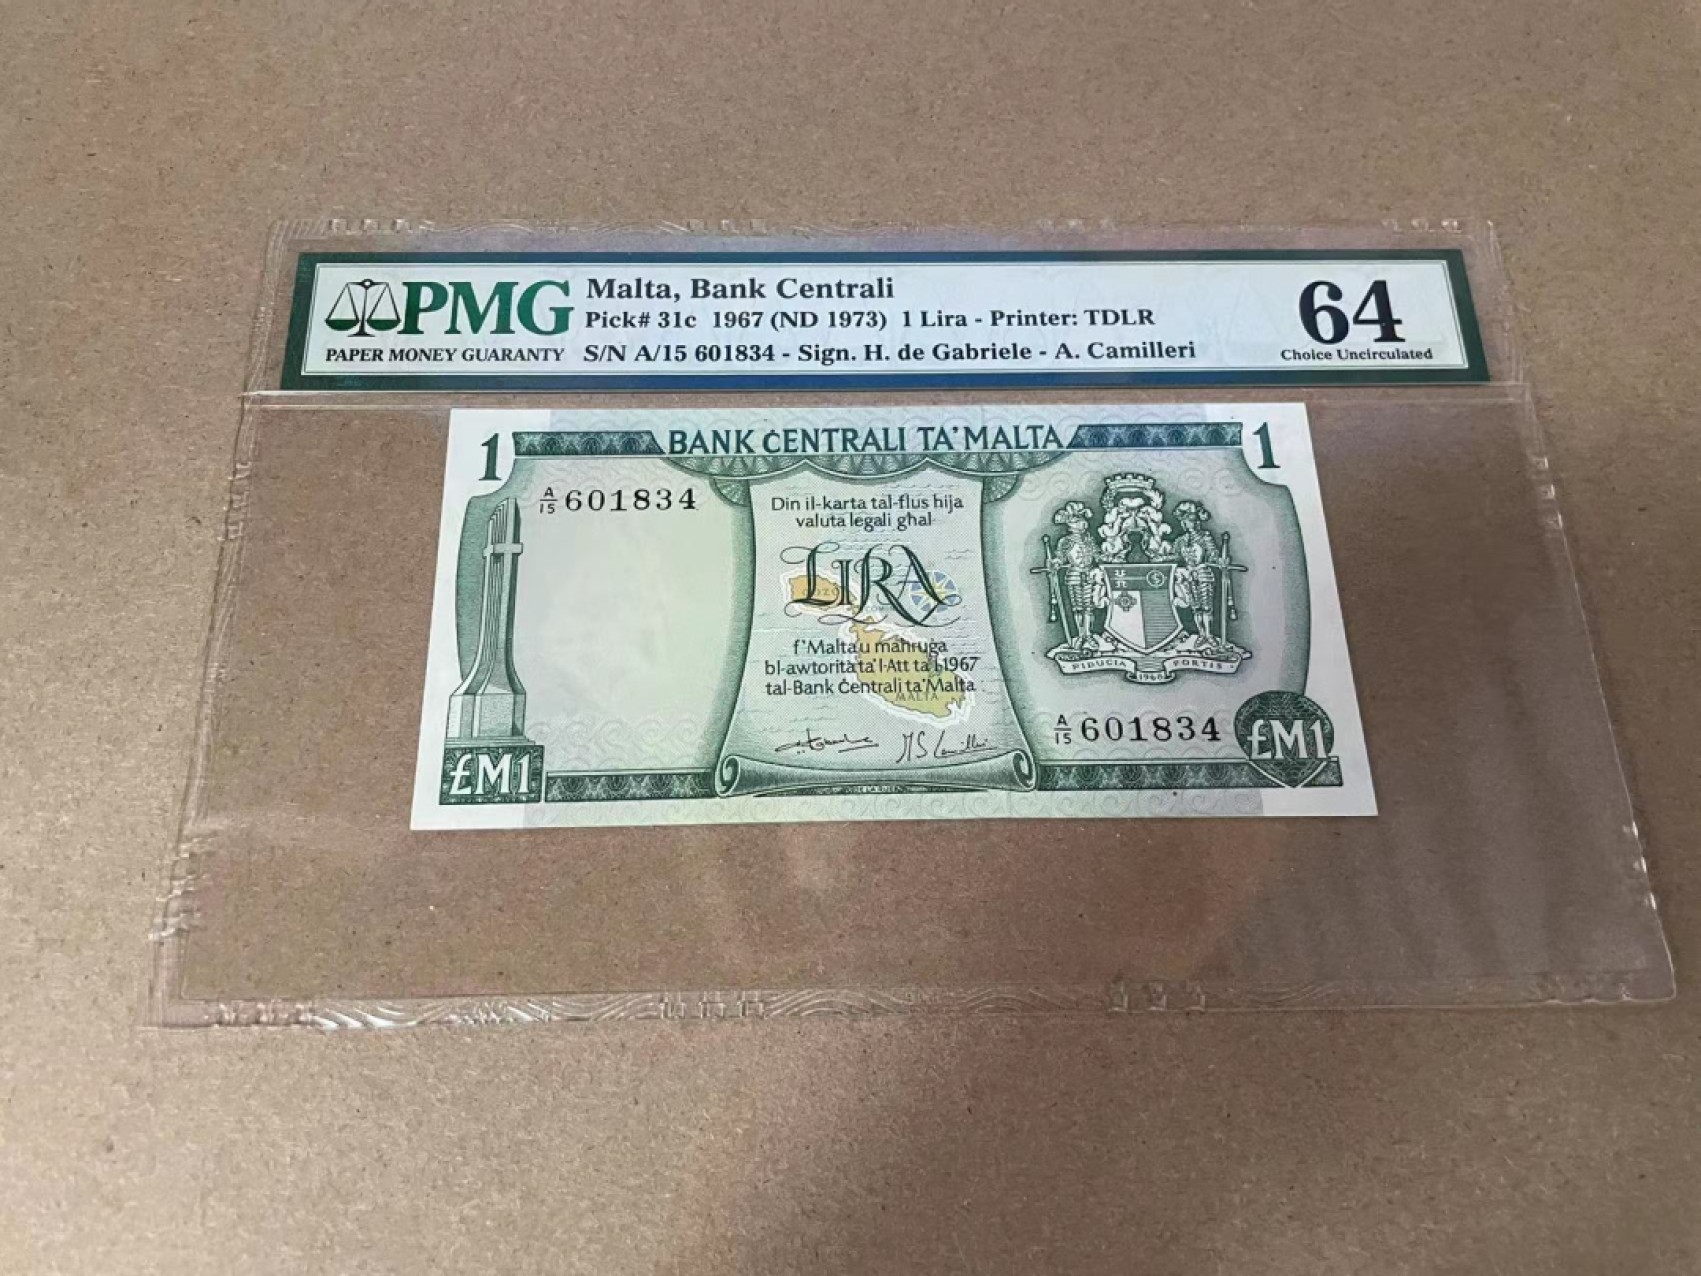 PMG
PAPER MONEY GUARANTY
Malta, Bank Centrali
Pick# 31c 1967 (ND 1973) 1 Lira - Printer: TDLR
S/N A/15 601834 - Sign. H. de Gabriele - A. Camilleri
64
Choice Uncirculated
1 BANK ĊENTRALI TA' MALTA 1
A/15 601834
Din il-karta tal-flus hija
valuta legali għal
LIRA
f'Malta u maħruġa
bl-awtorità ta' l-Att ta l-1967
tal-Bank Ċentrali ta' Malta
MALTA
FIDUCIA FORTIS
A/15 601834
£M1
£M1